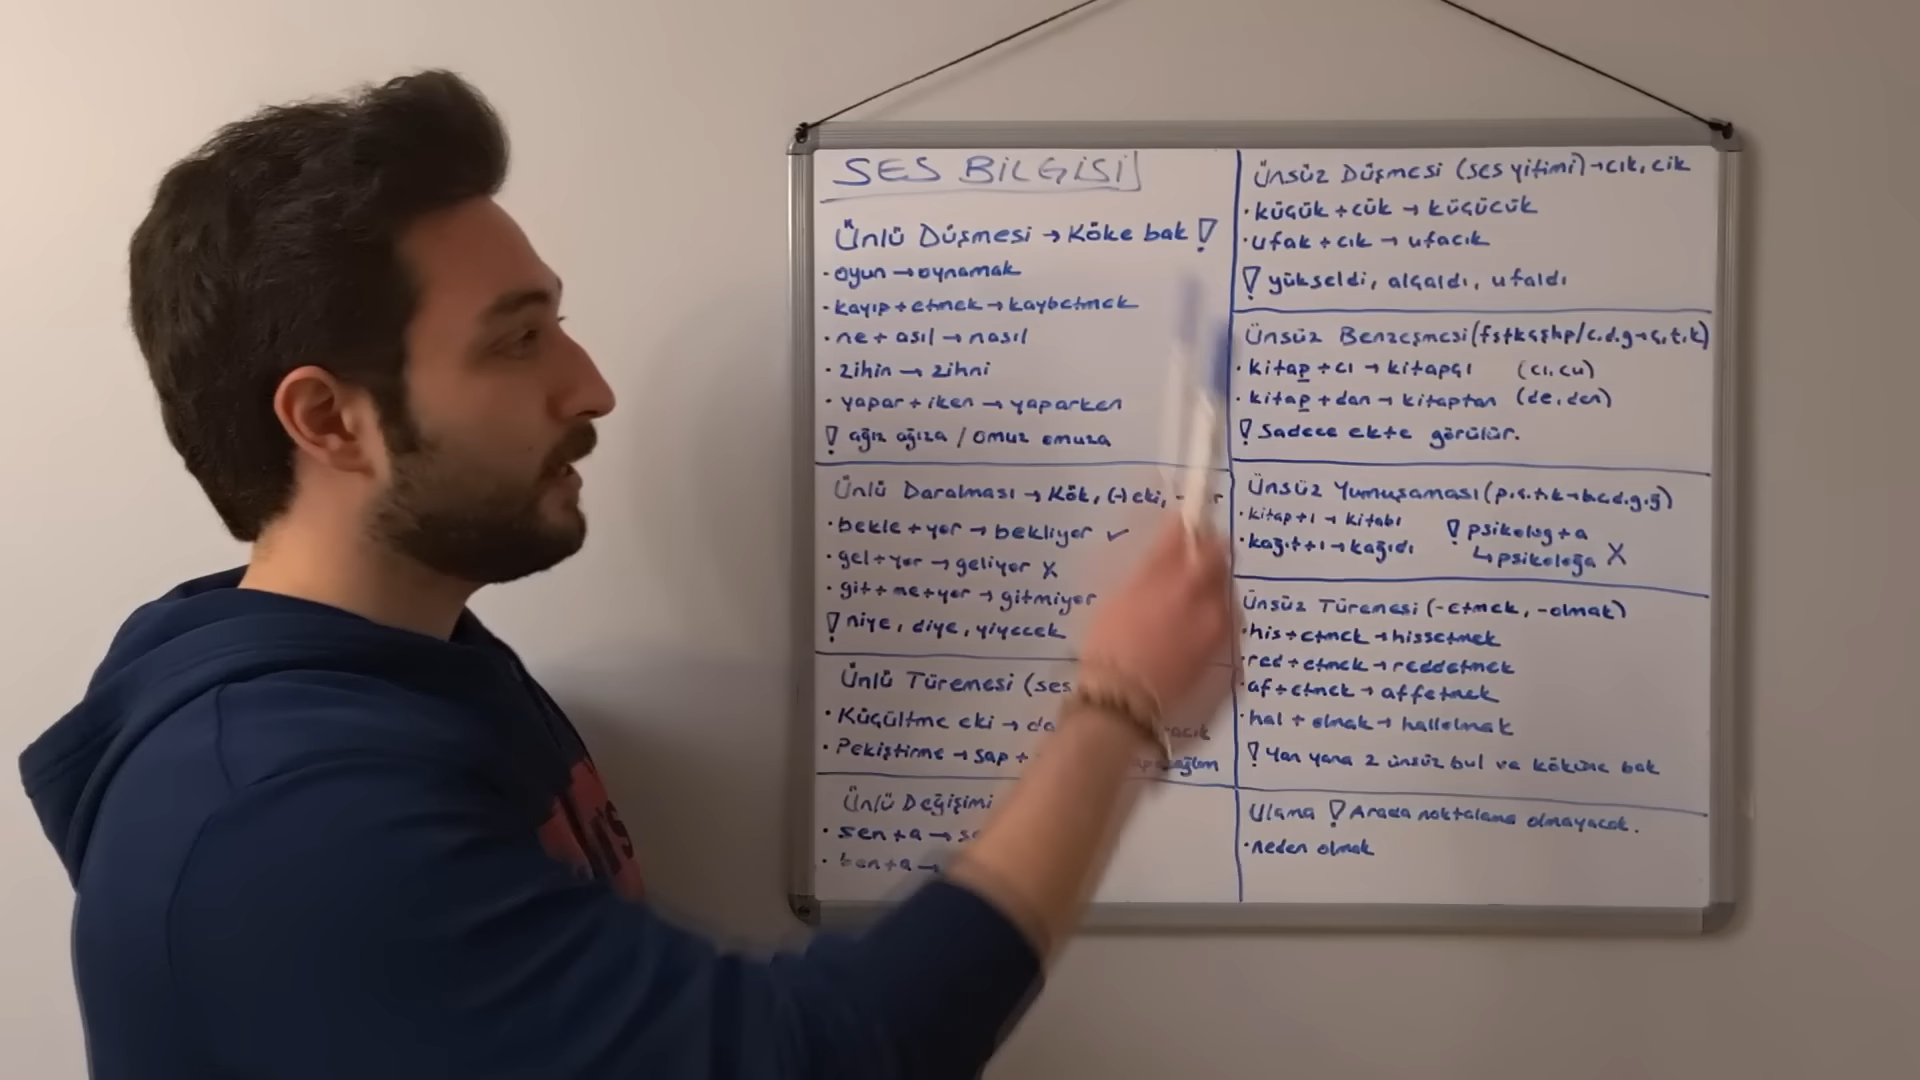 SES BİLGİSİ
Ünlü Düşmesi → Köke bak !
• oyun → oynamak
• kayıp + etmek → kaybetmek
• ne + asıl → nasıl
• zihin → zihni
• yapar + iken → yaparken
! ağız ağıza / omuz omuza
Ünlü Daralması → Kök, (-) eki,
• bekle + yor → bekliyor ✓
• gel + yor → geliyor X
• git + me + yor → gitmiyor
! niye, diye, yiyecek
Ünlü Türemesi (ses
• Küçültme eki → da
• Pekiştirme → sap +
Ünlü Değişimi
• sen + a → s
• ben + a →
Ünsüz Düşmesi (ses yitimi) → cık, cik
• küçük + cük → küçücük
• ufak + cık → ufacık
! yükseldi, alçaldı, ufaldı
Ünsüz Benzeşmesi (fstkçşhp / c.d.g → ç.t.k)
• kitap + cı → kitapçı (cı, cu)
• kitap + dan → kitaptan (de, den)
! Sadece ekte görülür.
Ünsüz Yumuşaması (p.ç.t.k → b.c.d.g.ğ)
• kitap + ı → kitabı
• kağıt + ı → kağıdı
! psikolog + a
↳ psikoloğa X
Ünsüz Türemesi (-etmek, -olmak)
• his + etmek → hissetmek
• red + etmek → reddetmek
• af + etmek → affetmek
• hal + olmak → hallolmak
! Yan yana 2 ünsüz bul ve köküne bak
Ulama ! Arada noktalama olmayacak.
• neden olmak